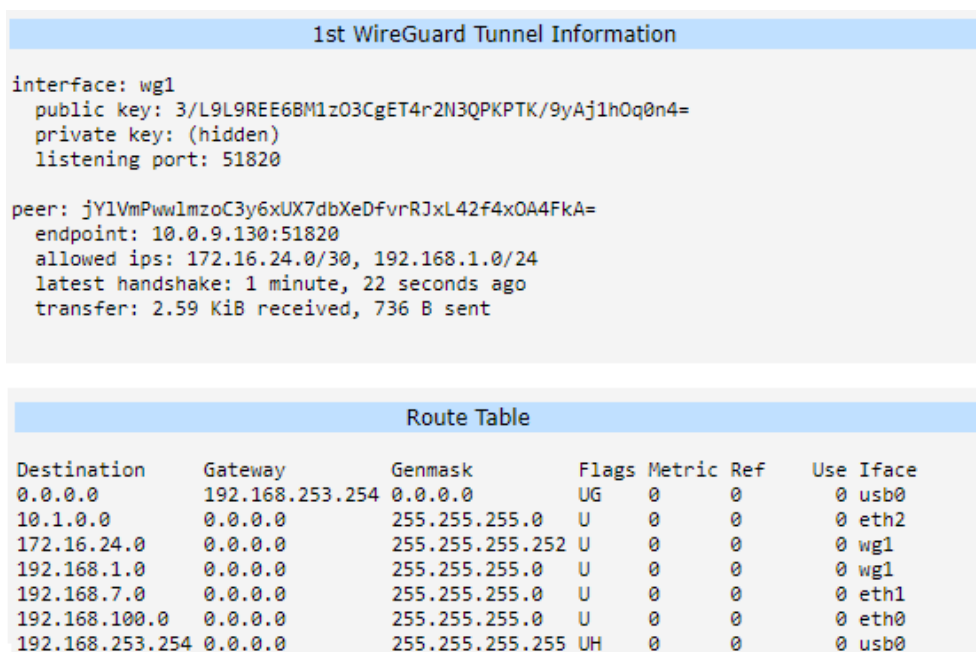 1st WireGuard Tunnel Information
interface: wg1
public key: 3/L9L9REE6BM1zO3CgET4r2N3QPKPTK/9yAj1hOq0n4=
private key: (hidden)
listening port: 51820
peer: jYlVmPwwlmzoC3y6xUX7dbXeDfvrRJxL42f4xOA4FkA=
endpoint: 10.0.9.130:51820
allowed ips: 172.16.24.0/30, 192.168.1.0/24
latest handshake: 1 minute, 22 seconds ago
transfer: 2.59 KiB received, 736 B sent
Route Table
Destination Gateway Genmask Flags Metric Ref Use Iface
0.0.0.0 192.168.253.254 0.0.0.0 UG 0 0 0 usb0
10.1.0.0 0.0.0.0 255.255.255.0 U 0 0 0 eth2
172.16.24.0 0.0.0.0 255.255.255.252 U 0 0 0 wg1
192.168.1.0 0.0.0.0 255.255.255.0 U 0 0 0 wg1
192.168.7.0 0.0.0.0 255.255.255.0 U 0 0 0 eth1
192.168.100.0 0.0.0.0 255.255.255.0 U 0 0 0 eth0
192.168.253.254 0.0.0.0 255.255.255.255 UH 0 0 0 usb0